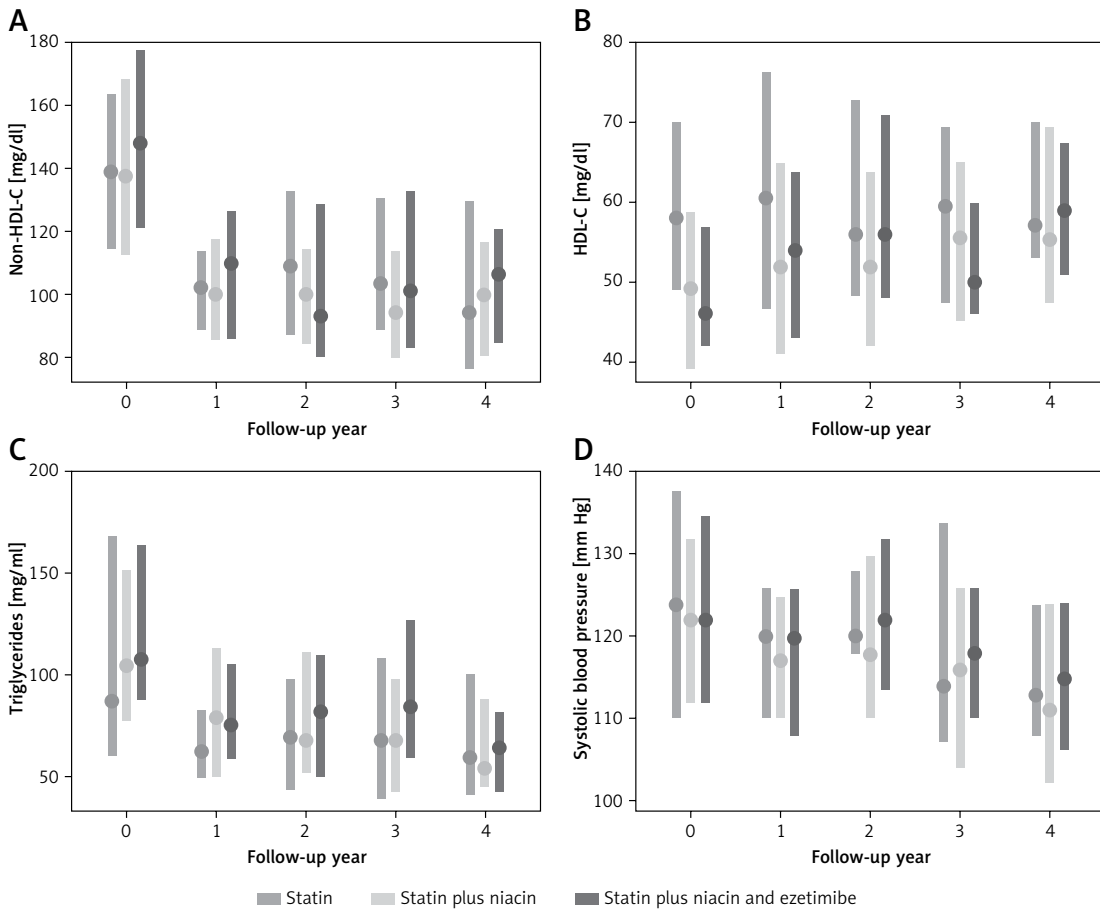 A
Non-HDL-C [mg/dl]
180
160
140
120
100
80
0 1 2 3 4
Follow-up year
B
HDL-C [mg/dl]
80
70
60
50
40
0 1 2 3 4
Follow-up year
C
Triglycerides [mg/ml]
200
150
100
50
0 1 2 3 4
Follow-up year
D
Systolic blood pressure [mm Hg]
140
130
120
110
100
0 1 2 3 4
Follow-up year
Statin Statin plus niacin Statin plus niacin and ezetimibe